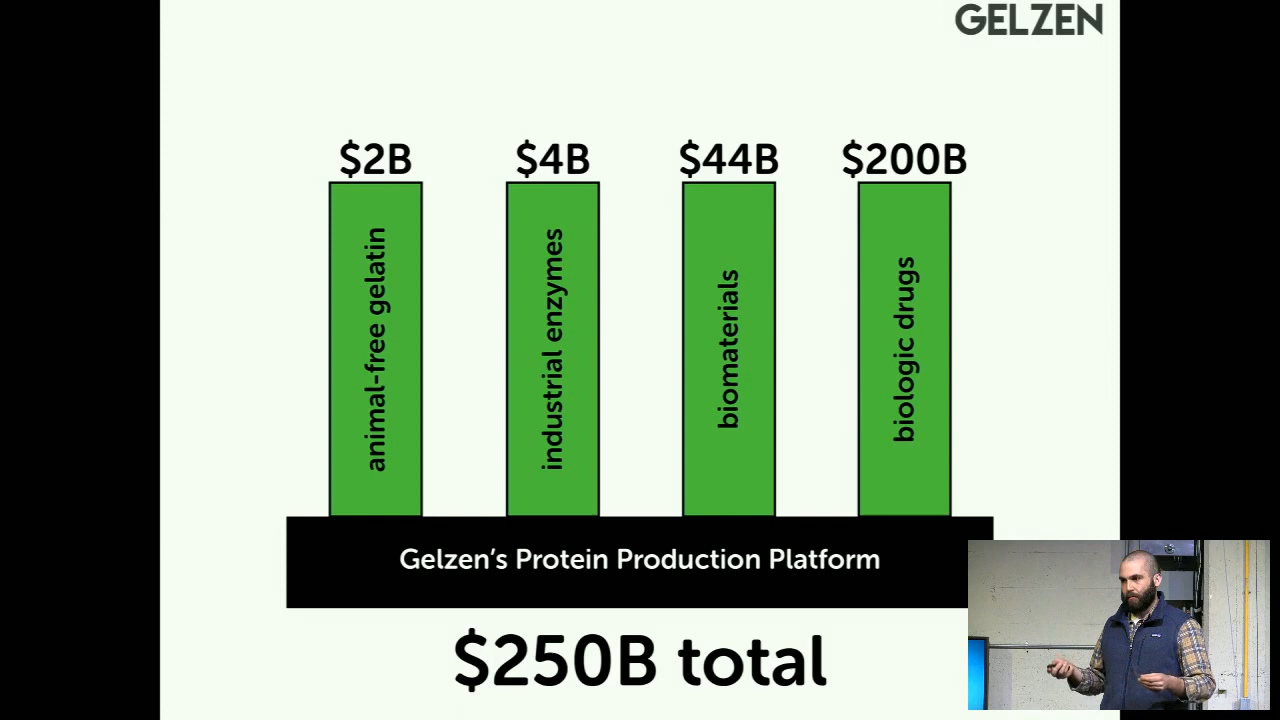 GELZEN
$2B
$4B
$44B
$200B
animal-free gelatin
industrial enzymes
biomaterials
biologic drugs
Gelzen's Protein Production Platform
$250B total